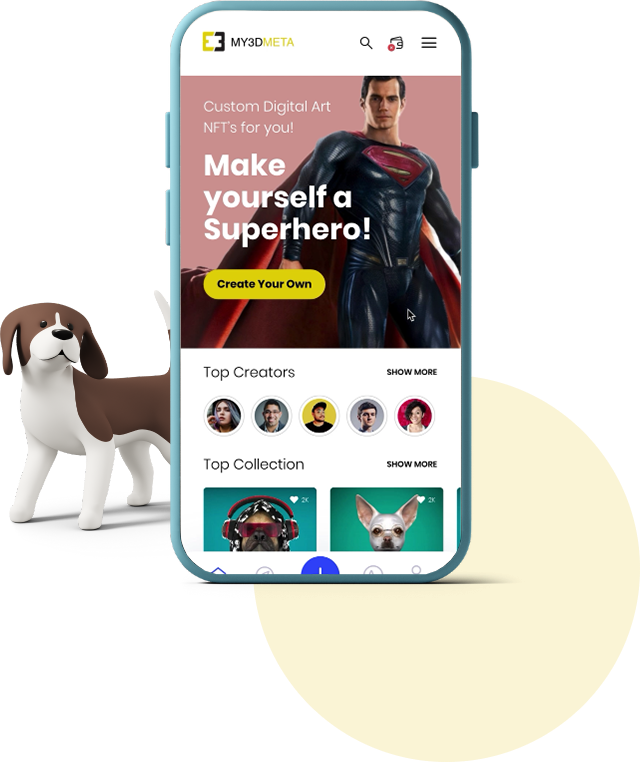 MY3DMETA
Custom Digital Art
NFT's for you!
Make
yourself a
Superhero!
Create Your Own
Top Creators
SHOW MORE
Top Collection
SHOW MORE
2K
2K